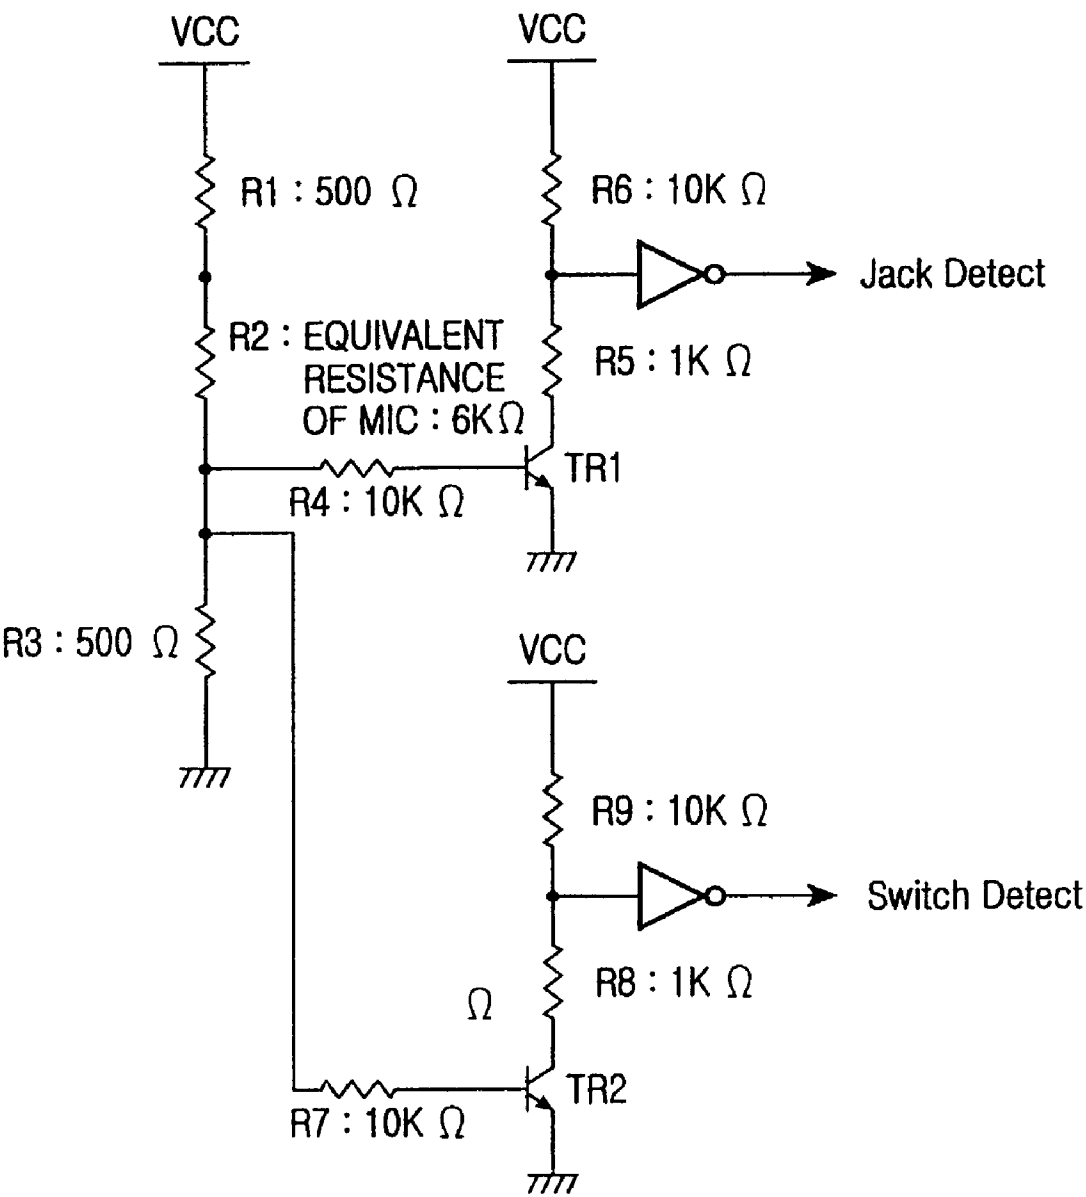 VCC
VCC
R1 : 500 Ω
R6 : 10K Ω
Jack Detect
R2 : EQUIVALENT
RESISTANCE
OF MIC : 6KΩ
R5 : 1K Ω
TR1
R4 : 10K Ω
R3 : 500 Ω
VCC
R9 : 10K Ω
Switch Detect
R8 : 1K Ω
Ω
TR2
R7 : 10K Ω